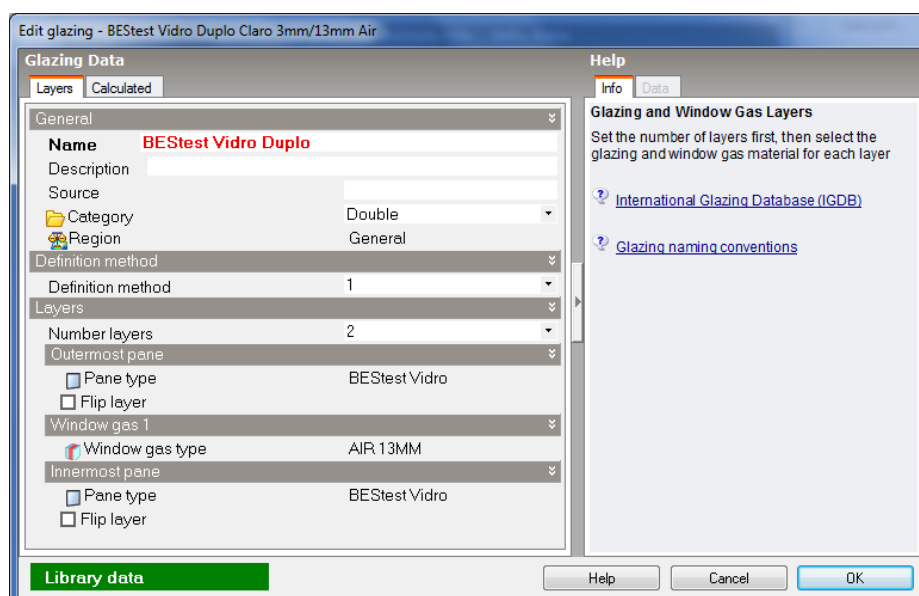 Edit glazing - BEStest Vidro Duplo Claro 3mm/13mm Air
Glazing Data
Layers Calculated
General
Name BEStest Vidro Duplo
Description
Source
Category Double
Region General
Definition method
Definition method 1
Layers
Number layers 2
Outermost pane
Pane type BEStest Vidro
Flip layer
Window gas 1
Window gas type AIR 13MM
Innermost pane
Pane type BEStest Vidro
Flip layer
Library data
Help
Info Data
Glazing and Window Gas Layers
Set the number of layers first, then select the
glazing and window gas material for each layer
International Glazing Database (IGDB)
Glazing naming conventions
Help Cancel OK